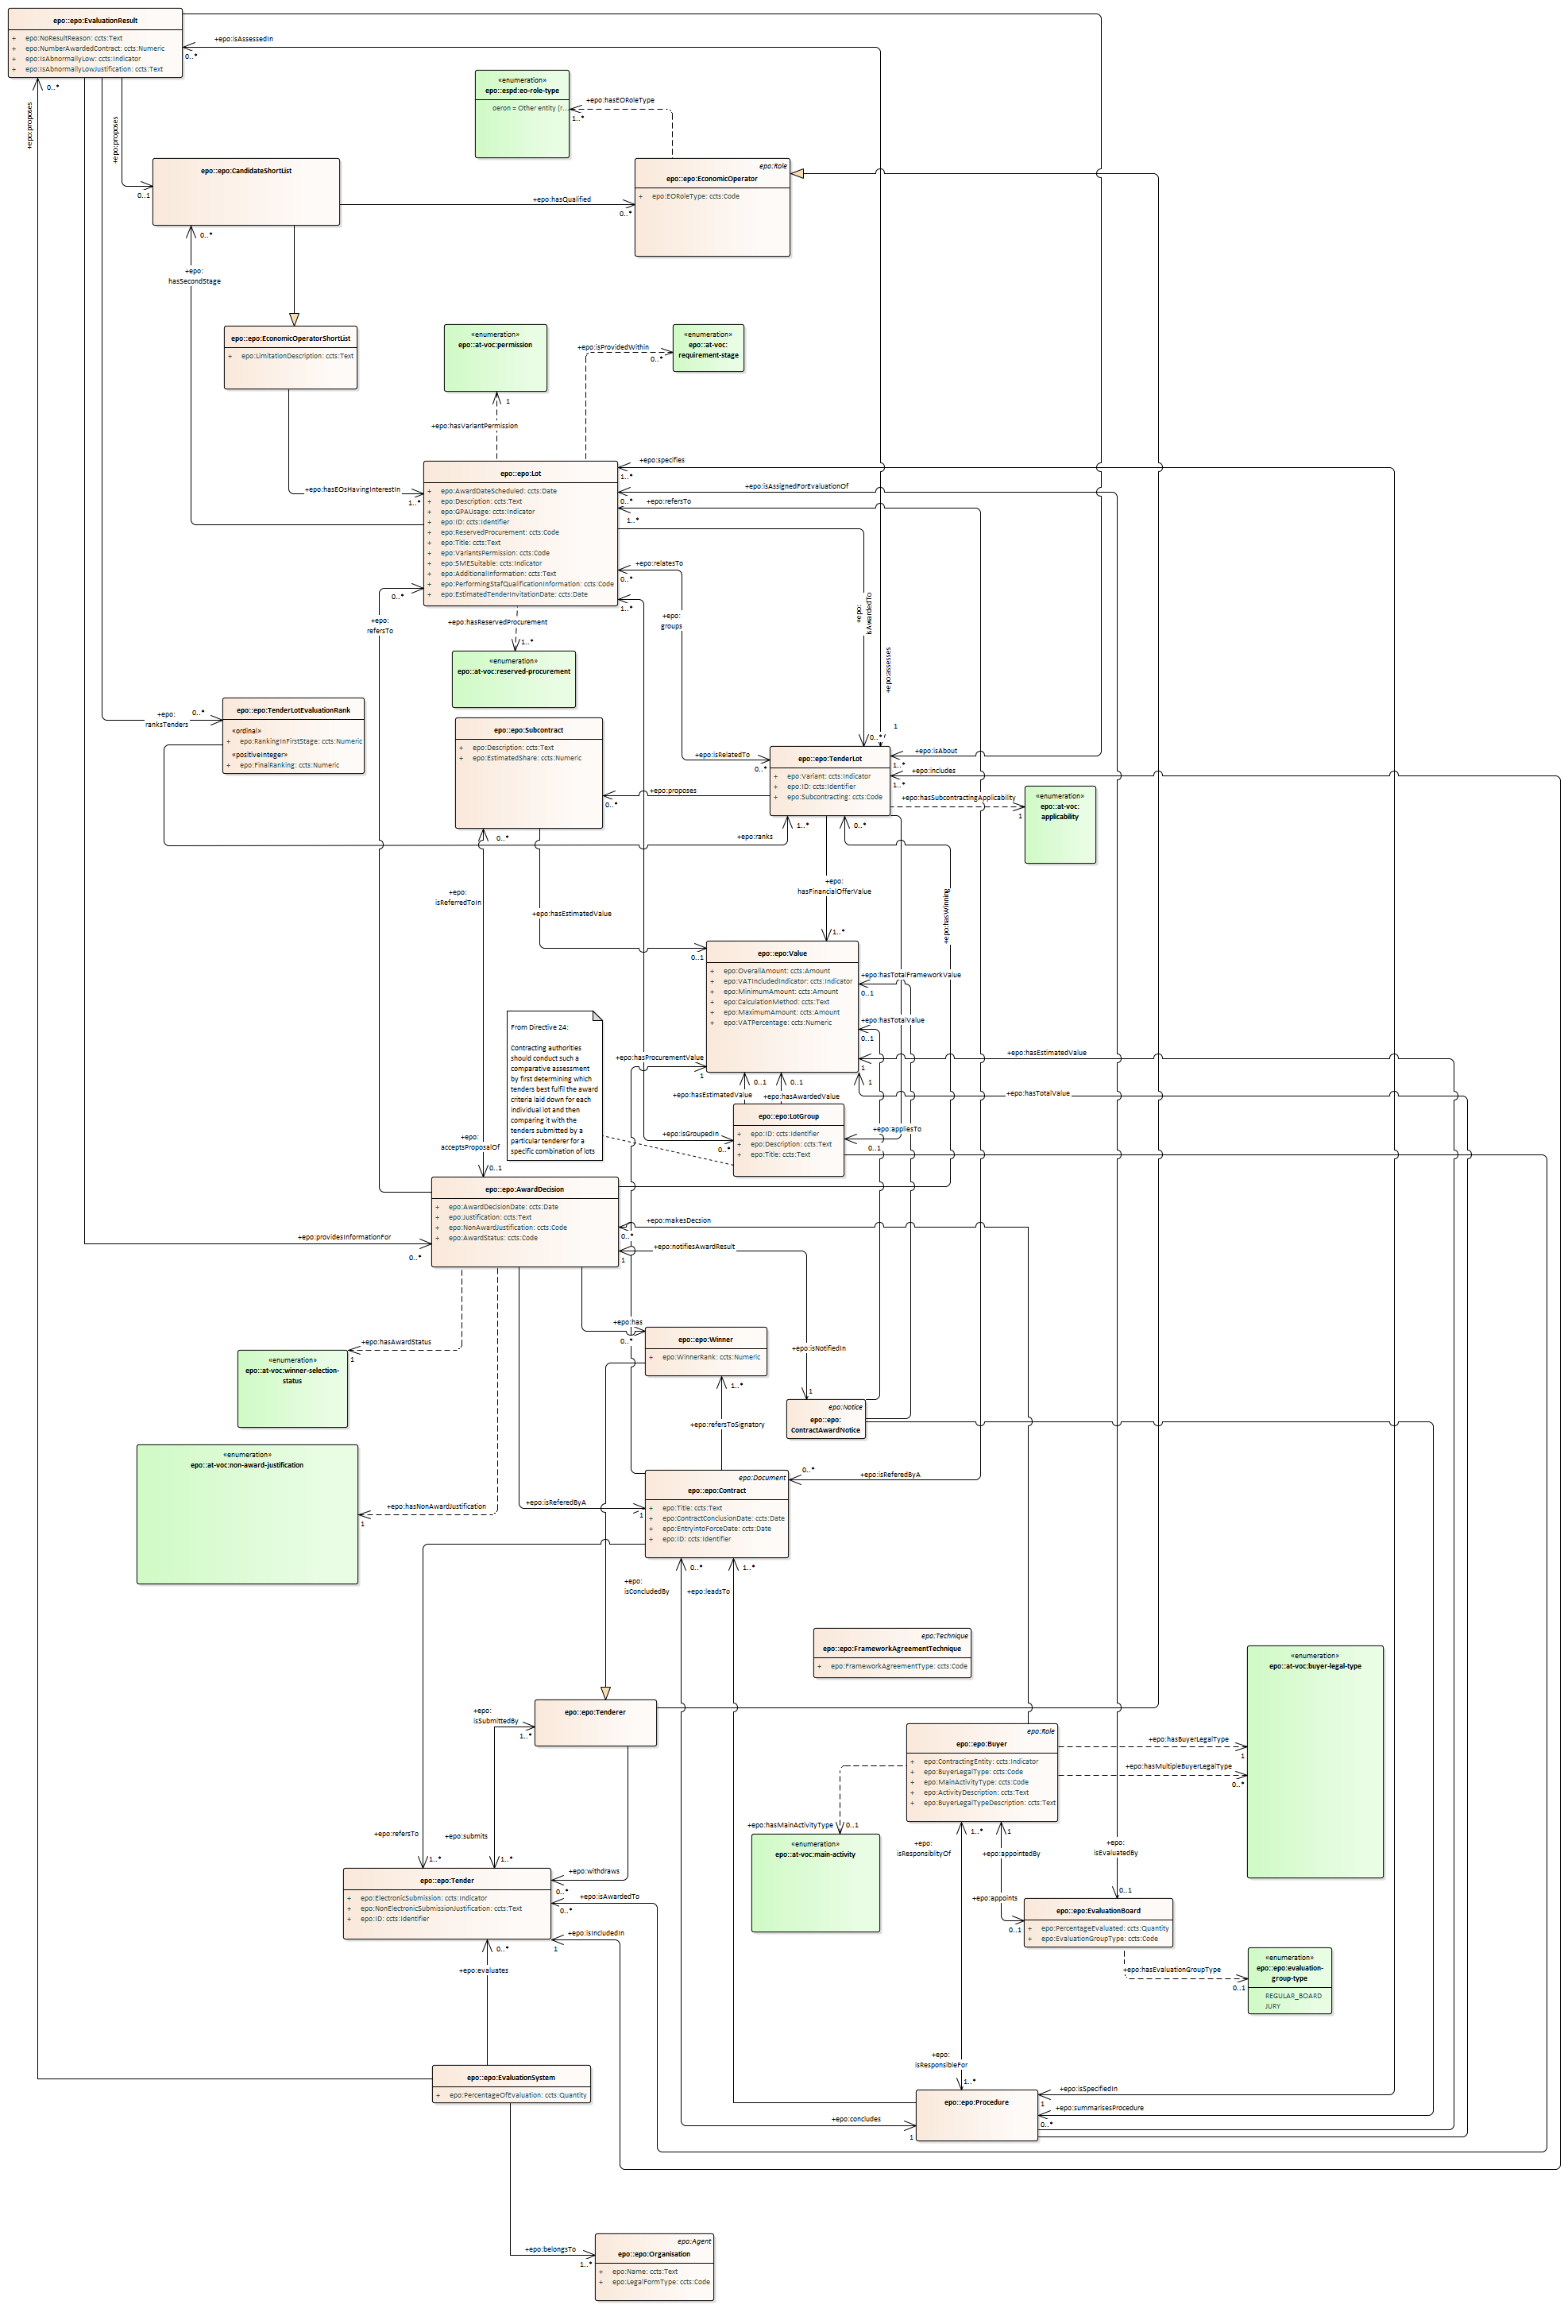 epo::epo:EvaluationResult
+ epo:NoResultReason: ccts:Text
+ epo:NumberAwardedContract: ccts:Numeric
+ epo:IsAbnormallyLow: ccts:Indicator
+ epo:IsAbnormallyLowJustification: ccts:Text
+epo:isAssessedIn
0..*
0..*
+epo:proposes
+epo:proposes
0..1
«enumeration»
epo::espd:eo-role-type
oeron = Other entity (r...
+epo:hasEORoleType
1..*
epo::epo:CandidateShortList
+epo:hasQualified
0..*
epo:Role
epo::epo:EconomicOperator
+ epo:EORoleType: ccts:Code
0..*
+epo:
hasSecondStage
epo::epo:EconomicOperatorShortList
+ epo:LimitationDescription: ccts:Text
«enumeration»
epo::at-voc:permission
+epo:isProvidedWithin
0..*
«enumeration»
epo::at-voc:
requirement-stage
1
+epo:hasVariantPermission
+epo:hasEOsHavingInterestIn
1..*
epo::epo:Lot
+ epo:AwardDateScheduled: ccts:Date
+ epo:Description: ccts:Text
+ epo:GPAUsage: ccts:Indicator
+ epo:ID: ccts:Identifier
+ epo:ReservedProcurement: ccts:Code
+ epo:Title: ccts:Text
+ epo:VariantsPermission: ccts:Code
+ epo:SMESuitable: ccts:Indicator
+ epo:AdditionalInformation: ccts:Text
+ epo:PerformingStafQualificationInformation: ccts:Code
+ epo:EstimatedTenderInvitationDate: ccts:Date
+epo:specifies
1..*
+epo:isAssignedForEvaluationOf
0..*
+epo:refersTo
1..*
+epo:relatesTo
0..*
1..*
+epo:
groups
+epo:
isAwardedTo
+epo:assesses
0..*
+epo:
refersTo
+epo:hasReservedProcurement
1..*
«enumeration»
epo::at-voc:reserved-procurement
+epo:
ranksTenders
0..*
epo::epo:TenderLotEvaluationRank
«ordinal»
+ epo:RankingInFirstStage: ccts:Numeric
«positiveInteger»
+ epo:FinalRanking: ccts:Numeric
epo::epo:Subcontract
+ epo:Description: ccts:Text
+ epo:EstimatedShare: ccts:Numeric
1
0..*
+epo:isRelatedTo
0..*
epo::epo:TenderLot
+ epo:Variant: ccts:Indicator
+ epo:ID: ccts:Identifier
+ epo:Subcontracting: ccts:Code
+epo:isAbout
1..*
+epo:includes
1..*
+epo:hasSubcontractingApplicability
1
«enumeration»
epo::at-voc:
applicability
+epo:proposes
0..*
0..*
+epo:ranks
1..*
0..*
+epo:
isReferredToIn
+epo:hasEstimatedValue
0..1
+epo:
hasFinancialOfferValue
1..*
+epo:hasWinning
epo::epo:Value
+ epo:OverallAmount: ccts:Amount
+ epo:VATIncludedIndicator: ccts:Indicator
+ epo:MinimumAmount: ccts:Amount
+ epo:CalculationMethod: ccts:Text
+ epo:MaximumAmount: ccts:Amount
+ epo:VATPercentage: ccts:Numeric
+epo:hasTotalFrameworkValue
0..1
+epo:hasTotalValue
0..1
+epo:hasEstimatedValue
1
1
+epo:hasTotalValue
+epo:hasProcurementValue
1
From Directive 24:
Contracting authorities
should conduct such a
comparative assessment
by first determining which
tenders best fulfil the award
criteria laid down for each
individual lot and then
comparing it with the
tenders submitted by a
particular tenderer for a
specific combination of lots
0..1
0..1
+epo:hasEstimatedValue
+epo:hasAwardedValue
epo::epo:LotGroup
+ epo:ID: ccts:Identifier
+ epo:Description: ccts:Text
+ epo:Title: ccts:Text
+epo:isGroupedIn
0..*
+epo:appliesTo
0..1
+epo:
acceptsProposalOf
0..1
epo::epo:AwardDecision
+ epo:AwardDecisionDate: ccts:Date
+ epo:Justification: ccts:Text
+ epo:NonAwardJustification: ccts:Code
+ epo:AwardStatus: ccts:Code
+epo:providesInformationFor
0..*
+epo:makesDecsion
0..*
+epo:notifiesAwardResult
1
+epo:hasAwardStatus
1
«enumeration»
epo::at-voc:winner-selection-
status
+epo:has
0..*
epo::epo:Winner
+ epo:WinnerRank: ccts:Numeric
+epo:isNotifiedIn
1
epo:Notice
epo::epo:
ContractAwardNotice
1..*
+epo:refersToSignatory
«enumeration»
epo::at-voc:non-award-justification
+epo:hasNonAwardJustification
1
+epo:isReferedByA
1
epo:Document
epo::epo:Contract
+ epo:Title: ccts:Text
+ epo:ContractConclusionDate: ccts:Date
+ epo:EntryintoForceDate: ccts:Date
+ epo:ID: ccts:Identifier
0..*
+epo:isReferedByA
0..*
1..*
+epo:
isConcludedBy
+epo:leadsTo
epo:Technique
epo::epo:FrameworkAgreementTechnique
+ epo:FrameworkAgreementType: ccts:Code
«enumeration»
epo::at-voc:buyer-legal-type
+epo:
isSubmittedBy
1..*
epo::epo:Tenderer
epo:Role
epo::epo:Buyer
+ epo:ContractingEntity: ccts:Indicator
+ epo:BuyerLegalType: ccts:Code
+ epo:MainActivityType: ccts:Code
+ epo:ActivityDescription: ccts:Text
+ epo:BuyerLegalTypeDescription: ccts:Text
+epo:hasBuyerLegalType
1
+epo:hasMultipleBuyerLegalType
0..*
+epo:hasMainActivityType
0..1
«enumeration»
epo::at-voc:main-activity
+epo:refersTo
1..*
+epo:submits
1..*
1..*
+epo:
isResponsiblityOf
1
+epo:appointedBy
+epo:
isEvaluatedBy
0..1
epo::epo:Tender
+ epo:ElectronicSubmission: ccts:Indicator
+ epo:NonElectronicSubmissionJustification: ccts:Text
+ epo:ID: ccts:Identifier
+epo:withdraws
0..*
+epo:isAwardedTo
0..*
+epo:isIncludedIn
1
0..*
+epo:evaluates
+epo:appoints
0..1
epo::epo:EvaluationBoard
+ epo:PercentageEvaluated: ccts:Quantity
+ epo:EvaluationGroupType: ccts:Code
+epo:hasEvaluationGroupType
0..1
«enumeration»
epo::epo:evaluation-
group-type
REGULAR_BOARD
JURY
epo::epo:EvaluationSystem
+ epo:PercentageOfEvaluation: ccts:Quantity
+epo:
isResponsibleFor
1..*
epo::epo:Procedure
+epo:isSpecifiedIn
1
+epo:summarisesProcedure
0..*
+epo:concludes
1
+epo:belongsTo
1..*
epo:Agent
epo::epo:Organisation
+ epo:Name: ccts:Text
+ epo:LegalFormType: ccts:Code